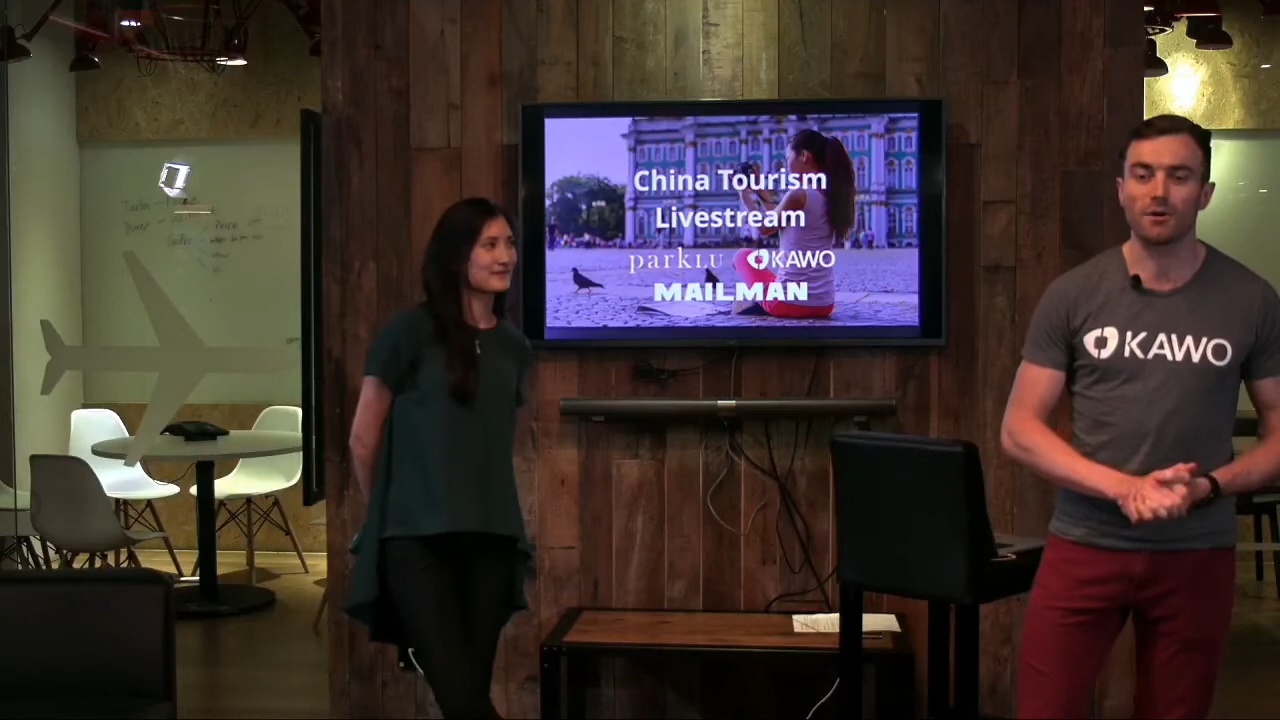 China Tourism
Livestream
PARKLU KAWO
MAILMAN
KAWO